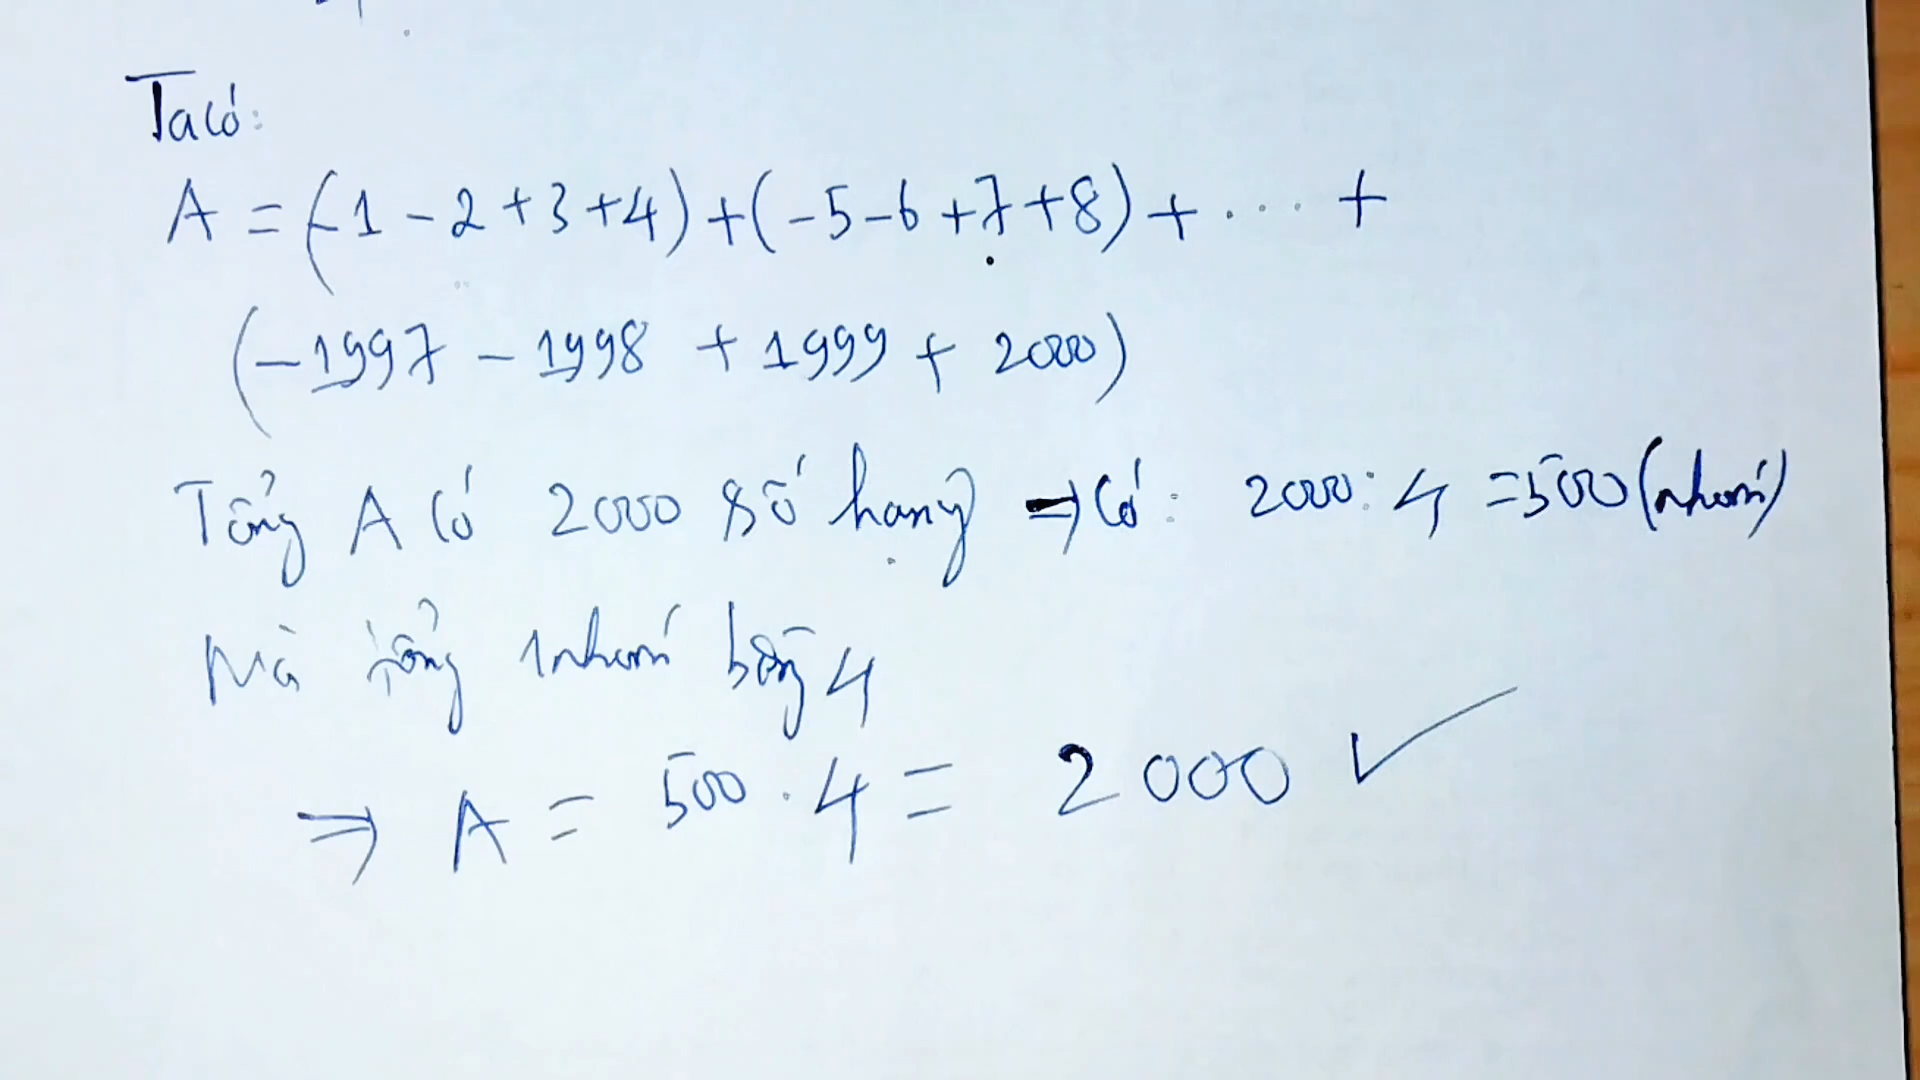 Ta có:
A = (-1 - 2 + 3 + 4) + (-5 - 6 + 7 + 8) + .... +
(-1997 - 1998 + 1999 + 2000)
Tổng A có 2000 số hạng => Có: 2000 : 4 = 500 (nhóm)
Mà tổng 1 nhóm bằng 4
=> A = 500 . 4 = 2000 ✓